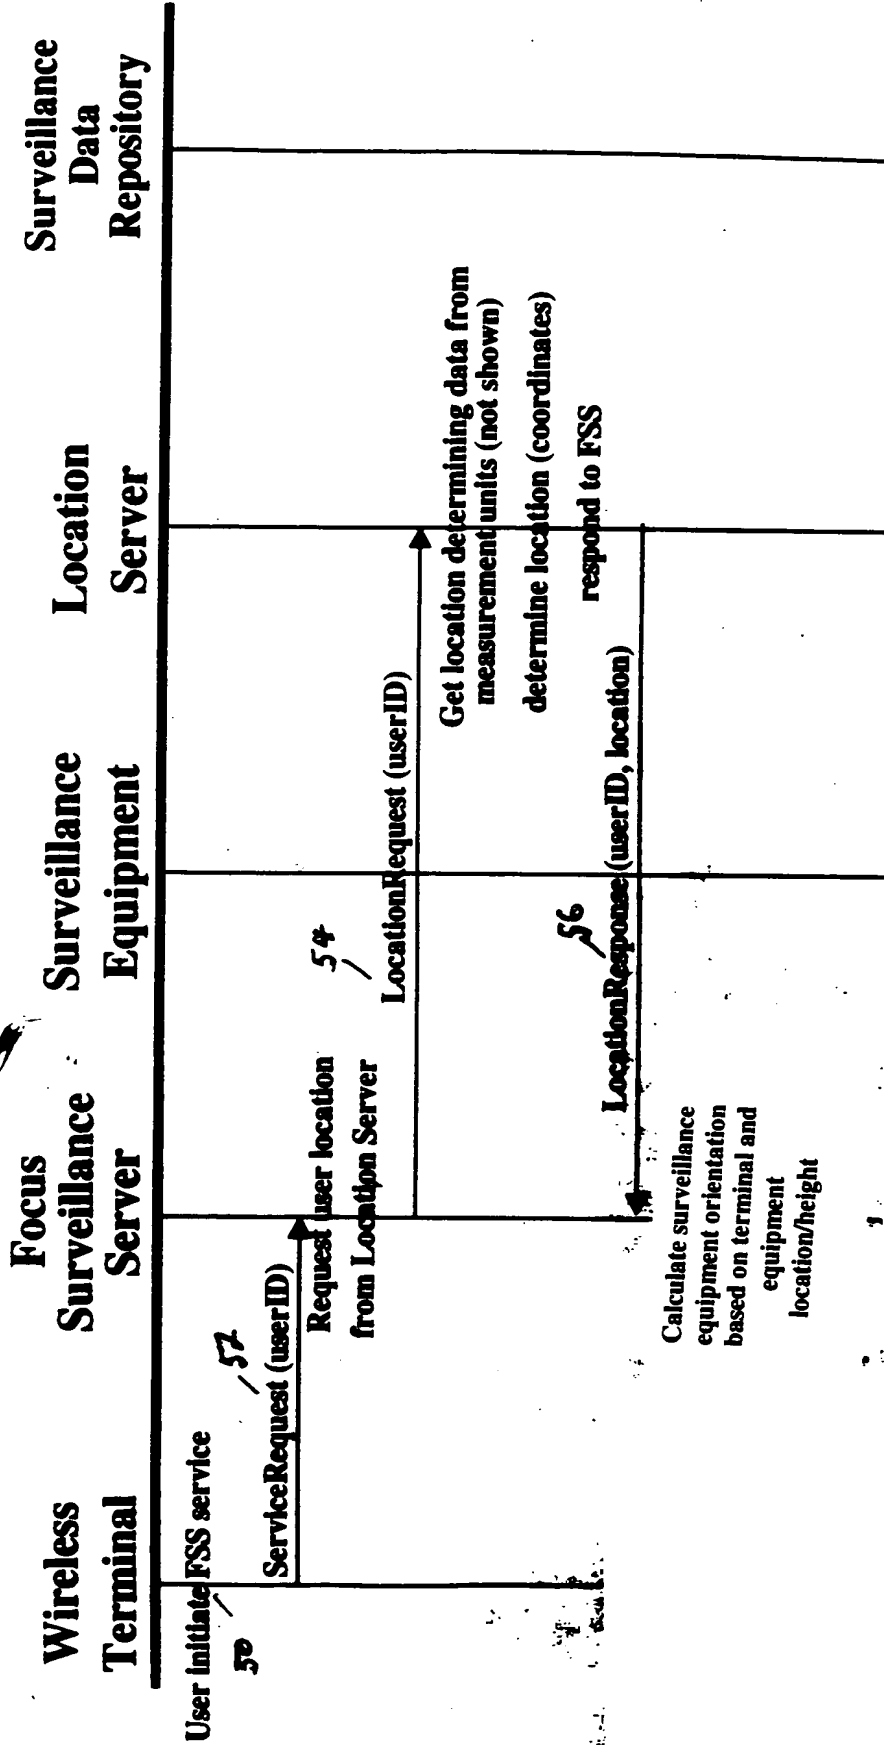 Wireless
Terminal
Focus
Surveillance
Server
Surveillance
Equipment
Location
Server
Surveillance
Data
Repository
User initiate FSS service
50
52
ServiceRequest (userID)
Request user location
from Location Server
54
LocationRequest (userID)
Get location determining data from
measurement units (not shown)
determine location (coordinates)
respond to FSS
56
LocationResponse (userID, location)
Calculate surveillance
equipment orientation
based on terminal and
equipment
location/height